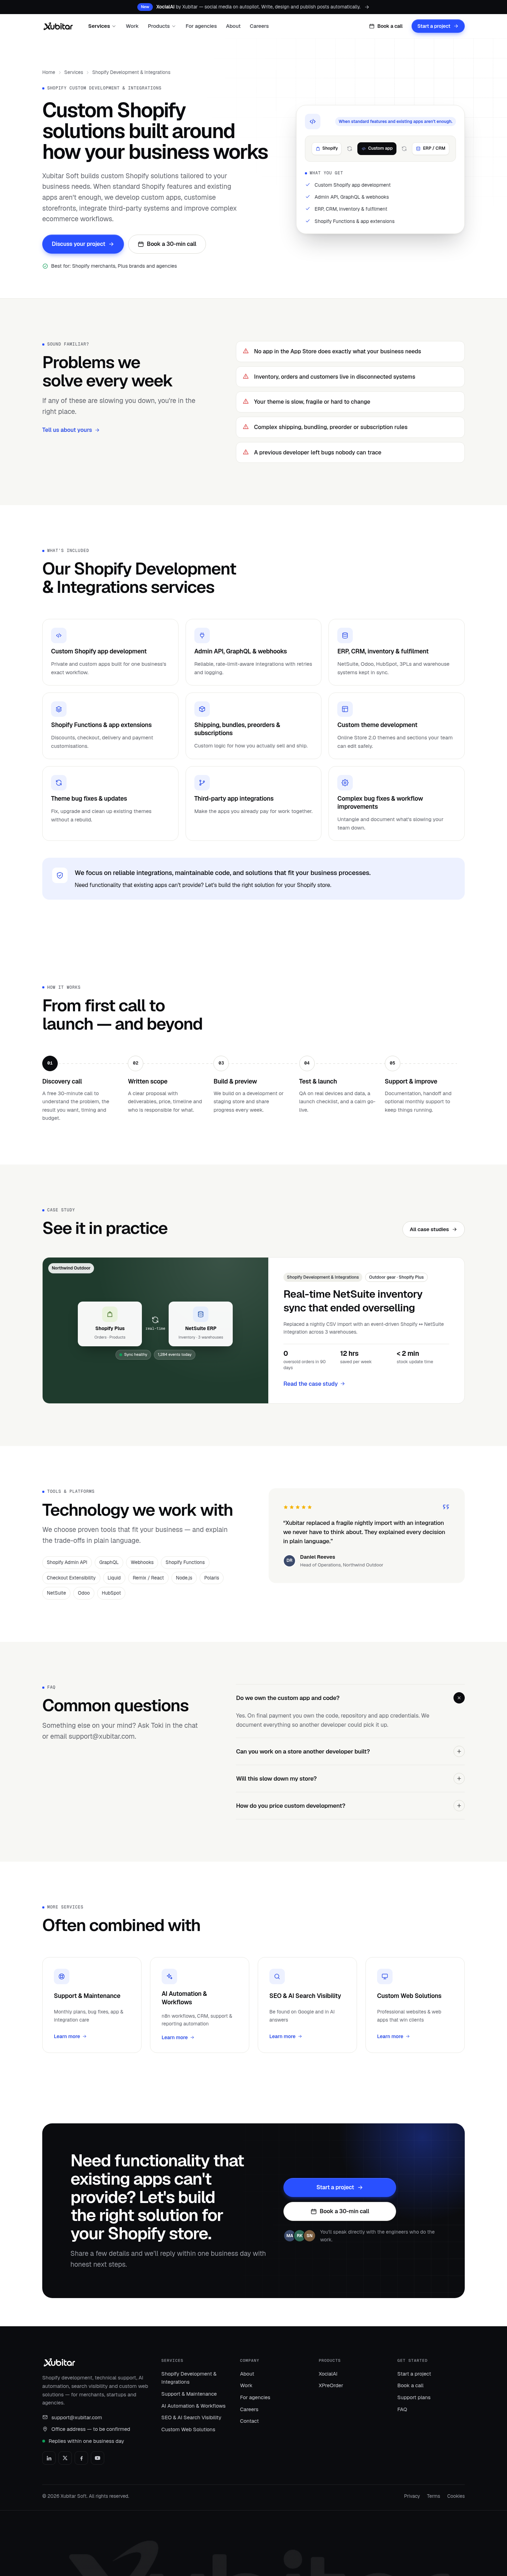 New XocialAI by Xubitar — social media on autopilot. Write, design and publish posts automatically.
Xubitar Services Work Products For agencies About Careers Book a call Start a project
Home Services Shopify Development & Integrations
SHOPIFY CUSTOM DEVELOPMENT & INTEGRATIONS
Custom Shopify
solutions built around
how your business works
Xubitar Soft builds custom Shopify solutions tailored to your
business needs. When standard Shopify features and existing
apps aren't enough, we develop custom apps, customise
storefronts, integrate third-party systems and improve complex
ecommerce workflows.
Discuss your project
Book a 30-min call
Best for: Shopify merchants, Plus brands and agencies
When standard features and existing apps aren't enough.
Shopify Custom app ERP / CRM
WHAT YOU GET
Custom Shopify app development
Admin API, GraphQL & webhooks
ERP, CRM, inventory & fulfilment
Shopify Functions & app extensions
SOUND FAMILIAR?
Problems we
solve every week
If any of these are slowing you down, you're in the
right place.
Tell us about yours
No app in the App Store does exactly what your business needs
Inventory, orders and customers live in disconnected systems
Your theme is slow, fragile or hard to change
Complex shipping, bundling, preorder or subscription rules
A previous developer left bugs nobody can trace
WHAT'S INCLUDED
Our Shopify Development
& Integrations services
Custom Shopify app development
Private and custom apps built for one business's
exact workflow.
Admin API, GraphQL & webhooks
Reliable, rate-limit-aware integrations with retries
and logging.
ERP, CRM, inventory & fulfilment
NetSuite, Odoo, HubSpot, 3PLs and warehouse
systems kept in sync.
Shopify Functions & app extensions
Discounts, checkout, delivery and payment
customisations.
Shipping, bundles, preorders &
subscriptions
Custom logic for how you actually sell and ship.
Custom theme development
Online Store 2.0 themes and sections your team
can edit safely.
Theme bug fixes & updates
Fix, upgrade and clean up existing themes
without a rebuild.
Third-party app integrations
Make the apps you already pay for work together.
Complex bug fixes & workflow
improvements
Untangle and document what's slowing your
team down.
We focus on reliable integrations, maintainable code, and solutions that fit your business processes.
Need functionality that existing apps can't provide? Let's build the right solution for your Shopify store.
HOW IT WORKS
From first call to
launch — and beyond
01
Discovery call
A free 30-minute call to
understand the problem, the
result you want, timing and
budget.
02
Written scope
A clear proposal with
deliverables, price, timeline and
who is responsible for what.
03
Build & preview
We build on a development or
staging store and share
progress every week.
04
Test & launch
QA on real devices and data, a
launch checklist, and a calm go-
live.
05
Support & improve
Documentation, handoff and
optional monthly support to
keep things running.
CASE STUDY
See it in practice
All case studies
Northwind Outdoor
Shopify Plus
Orders · Products
real-time
NetSuite ERP
Inventory · 3 warehouses
Sync healthy
1,284 events today
Shopify Development & Integrations
Outdoor gear · Shopify Plus
Real-time NetSuite inventory
sync that ended overselling
Replaced a nightly CSV import with an event-driven Shopify ↔ NetSuite
integration across 3 warehouses.
0
oversold orders in 90
days
12 hrs
saved per week
< 2 min
stock update time
Read the case study
TOOLS & PLATFORMS
Technology we work with
We choose proven tools that fit your business — and explain
the trade-offs in plain language.
Shopify Admin API GraphQL Webhooks Shopify Functions
Checkout Extensibility Liquid Remix / React Node.js Polaris
NetSuite Odoo HubSpot
“Xubitar replaced a fragile nightly import with an integration
we never have to think about. They explained every decision
in plain language.”
DR
Daniel Reeves
Head of Operations, Northwind Outdoor
FAQ
Common questions
Something else on your mind? Ask Toki in the chat
or email support@xubitar.com.
Do we own the custom app and code?
Yes. On final payment you own the code, repository and app credentials. We
document everything so another developer could pick it up.
Can you work on a store another developer built?
Will this slow down my store?
How do you price custom development?
MORE SERVICES
Often combined with
Support & Maintenance
Monthly plans, bug fixes, app &
integration care
Learn more
AI Automation &
Workflows
n8n workflows, CRM, support &
reporting automation
Learn more
SEO & AI Search Visibility
Be found on Google and in AI
answers
Learn more
Custom Web Solutions
Professional websites & web
apps that win clients
Learn more
Need functionality that
existing apps can't
provide? Let's build
the right solution for
your Shopify store.
Share a few details and we'll reply within one business day with
honest next steps.
Start a project
Book a 30-min call
MA RK SN
You'll speak directly with the engineers who do the
work.
Xubitar
Shopify development, technical support, AI
automation, search visibility and custom web
solutions — for merchants, startups and
agencies.
support@xubitar.com
Office address — to be confirmed
Replies within one business day
SERVICES
Shopify Development &
Integrations
Support & Maintenance
AI Automation & Workflows
SEO & AI Search Visibility
Custom Web Solutions
COMPANY
About
Work
For agencies
Careers
Contact
PRODUCTS
XocialAI
XPreOrder
GET STARTED
Start a project
Book a call
Support plans
FAQ
© 2026 Xubitar Soft. All rights reserved.
Privacy Terms Cookies
Xubitar